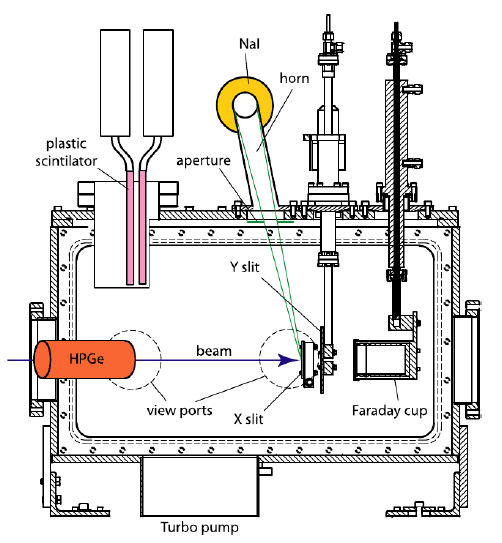 NaI
horn
plastic
scintilator
aperture
Y slit
HPGe
beam
view ports
X slit
Faraday cup
Turbo pump